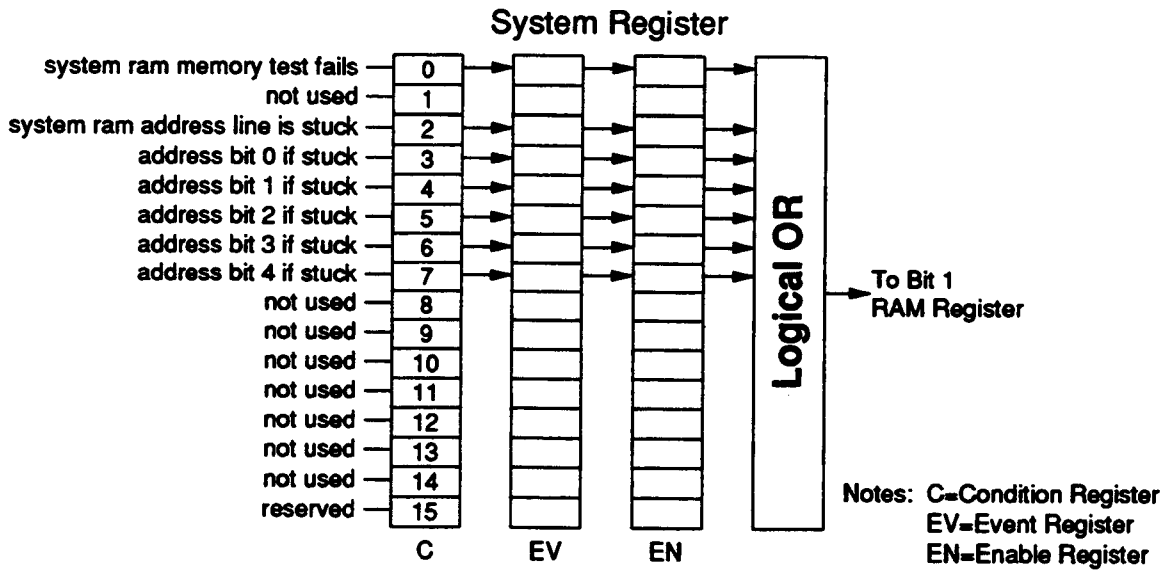 System Register
system ram memory test fails 0
not used 1
system ram address line is stuck 2
address bit 0 if stuck 3
address bit 1 if stuck 4
address bit 2 if stuck 5
address bit 3 if stuck 6
address bit 4 if stuck 7
not used 8
not used 9
not used 10
not used 11
not used 12
not used 13
not used 14
reserved 15
C EV EN
Logical OR
To Bit 1
RAM Register
Notes: C=Condition Register
EV=Event Register
EN=Enable Register